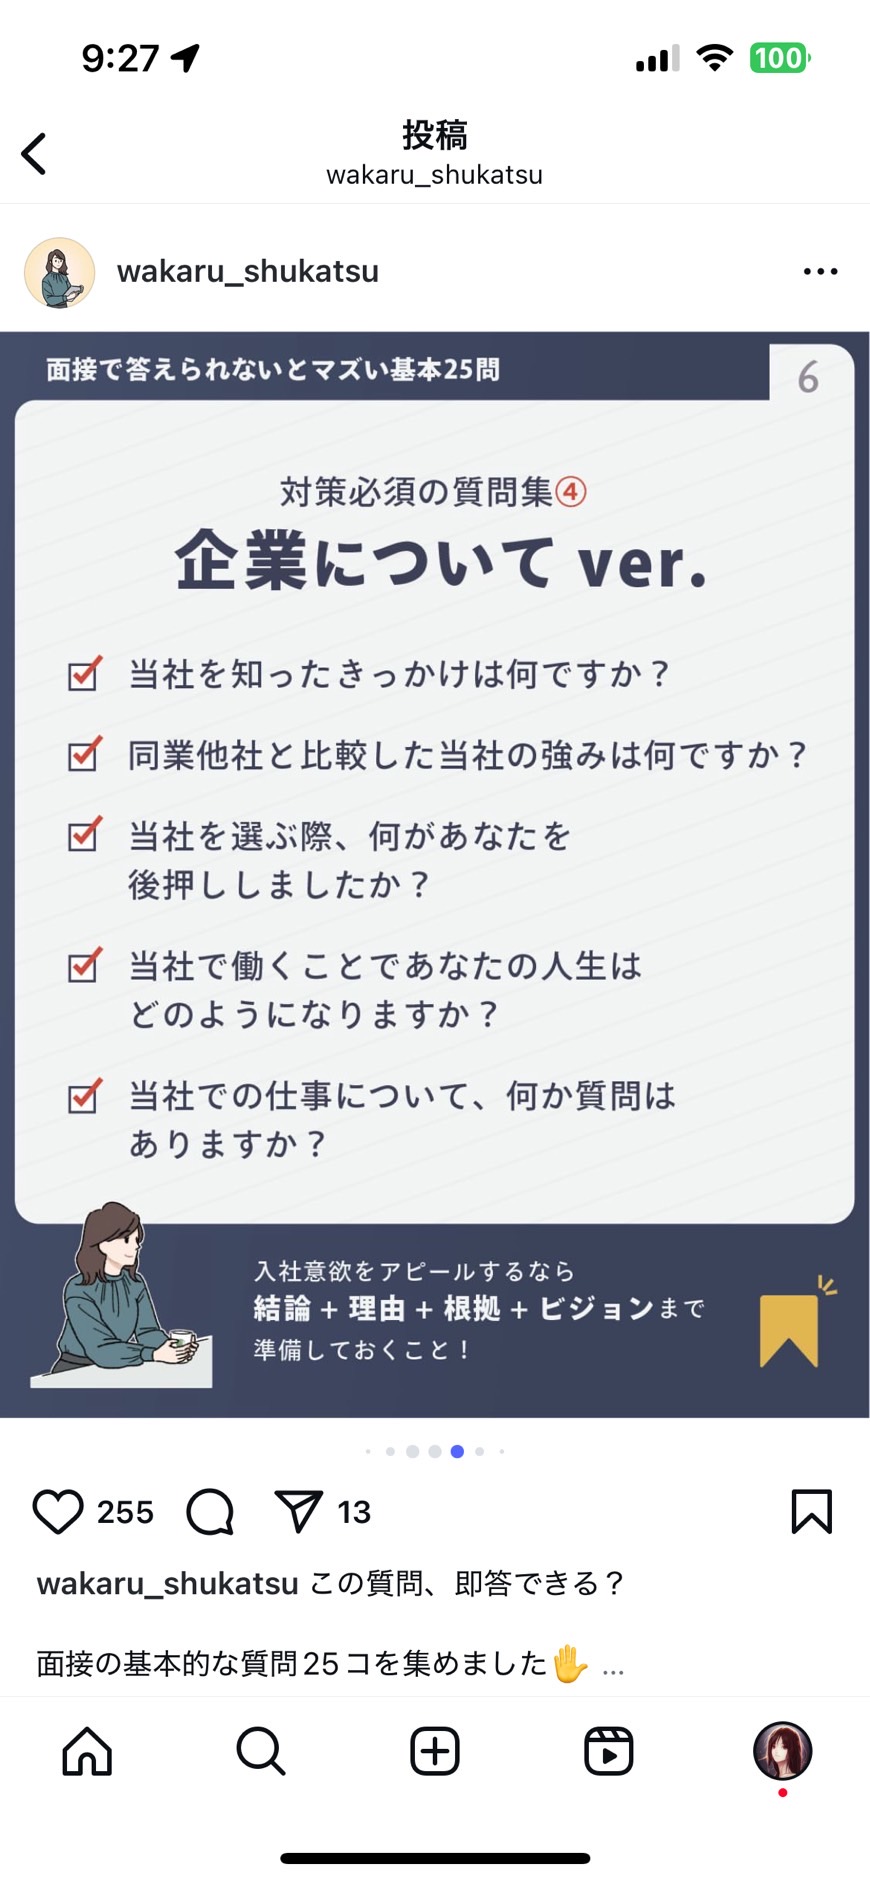 9:27
100
投稿
wakaru_shukatsu
wakaru_shukatsu
面接で答えられないとマズい基本25問
6
対策必須の質問集④
企業について ver.
当社を知ったきっかけは何ですか？
同業他社と比較した当社の強みは何ですか？
当社を選ぶ際、何があなたを
後押ししましたか？
当社で働くことであなたの人生は
どのようになりますか？
当社での仕事について、何か質問は
ありますか？
入社意欲をアピールするなら
結論 + 理由 + 根拠 + ビジョンまで
準備しておくこと！
255
13
wakaru_shukatsu この質問、即答できる？
面接の基本的な質問25コを集めました✋ ...